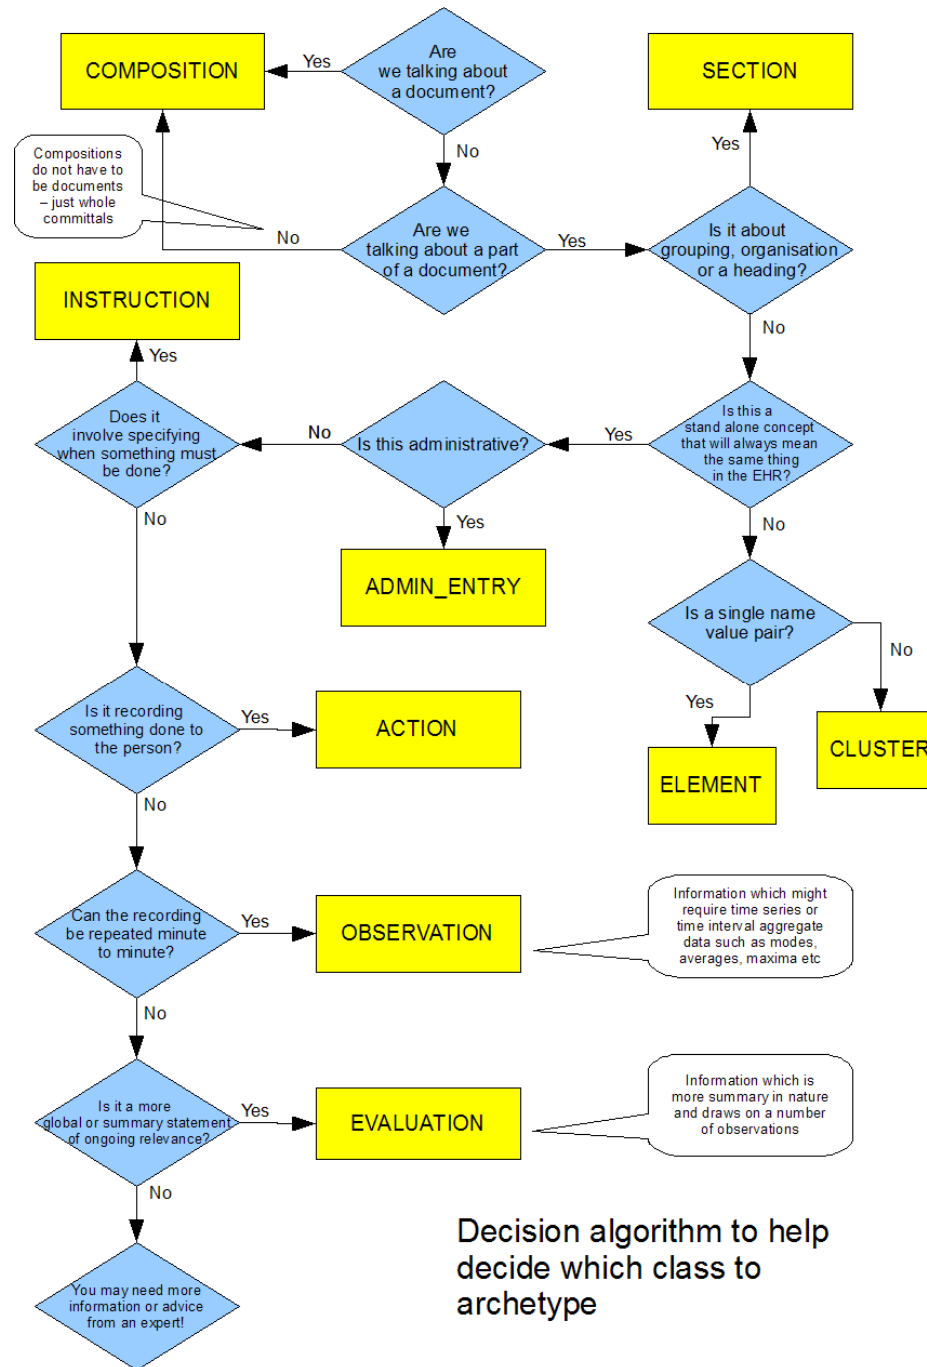 COMPOSITION
Yes
Are
we talking about
a document?
SECTION
No
Yes
Compositions
do not have to
be documents
– just whole
committals
No
Are we
talking about a part
of a document?
Yes
Is it about
grouping, organisation
or a heading?
INSTRUCTION
No
Yes
Does it
involve specifying
when something must
be done?
No
Is this administrative?
Yes
Is this a
stand alone concept
that will always mean
the same thing
in the EHR?
No
Yes
No
ADMIN_ENTRY
Is a single name
value pair?
No
Yes
Is it recording
something done to
the person?
Yes
ACTION
ELEMENT
CLUSTER
No
Can the recording
be repeated minute
to minute?
Yes
OBSERVATION
Information which might
require time series or
time interval aggregate
data such as modes,
averages, maxima etc
No
Is it a more
global or summary statement
of ongoing relevance?
Yes
EVALUATION
Information which is
more summary in nature
and draws on a number
of observations
No
You may need more
information or advice
from an expert!
Decision algorithm to help
decide which class to
archetype